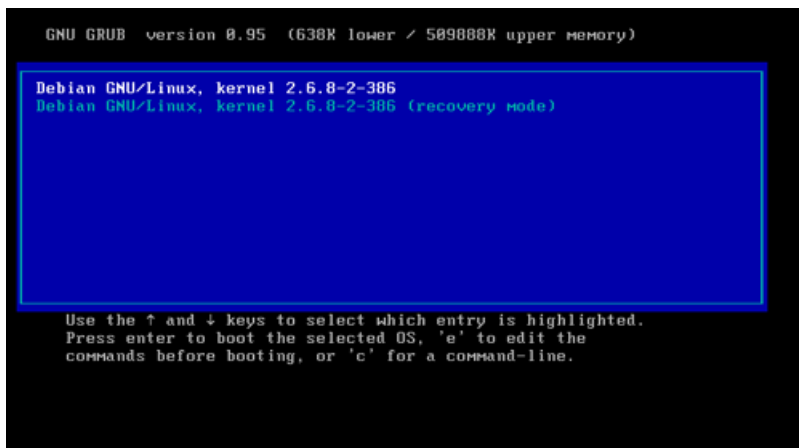 GNU GRUB version 0.95 (638K lower / 509888K upper memory)
Debian GNU/Linux, kernel 2.6.8-2-386
Debian GNU/Linux, kernel 2.6.8-2-386 (recovery mode)
Use the ↑ and ↓ keys to select which entry is highlighted.
Press enter to boot the selected OS, 'e' to edit the
commands before booting, or 'c' for a command-line.